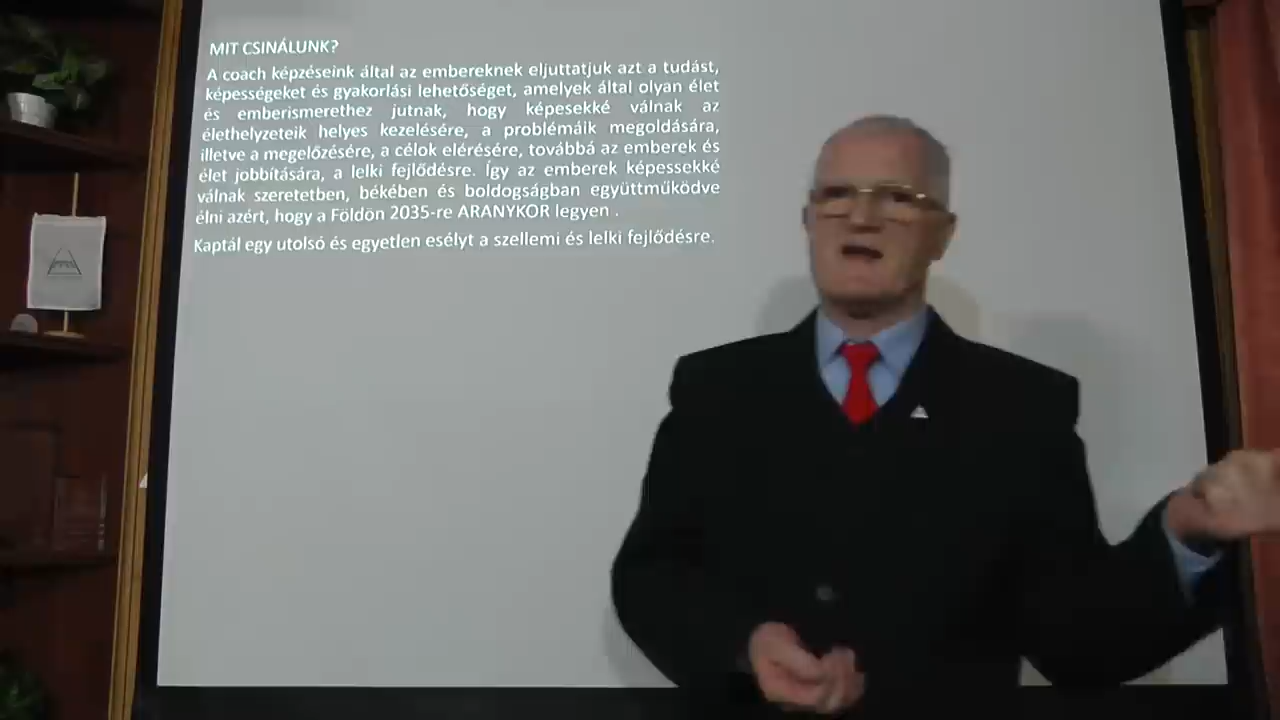 MIT CSINÁLUNK?
A coach képzéseink által az embereknek eljuttatjuk azt a tudást,
képességeket és gyakorlási lehetőséget, amelyek által olyan élet
és emberismerethez jutnak, hogy képesekké válnak az
élethelyzeteik helyes kezelésére, a problémáik megoldására,
illetve a megelőzésére, a célok elérésére, továbbá az emberek és
élet jobbítására, a lelki fejlődésre. Így az emberek képessekké
válnak szeretetben, békében és boldogságban együttműködve
élni azért, hogy a Földön 2035-re ARANYKOR legyen .
Kaptál egy utolsó és egyetlen esélyt a szellemi és lelki fejlődésre.